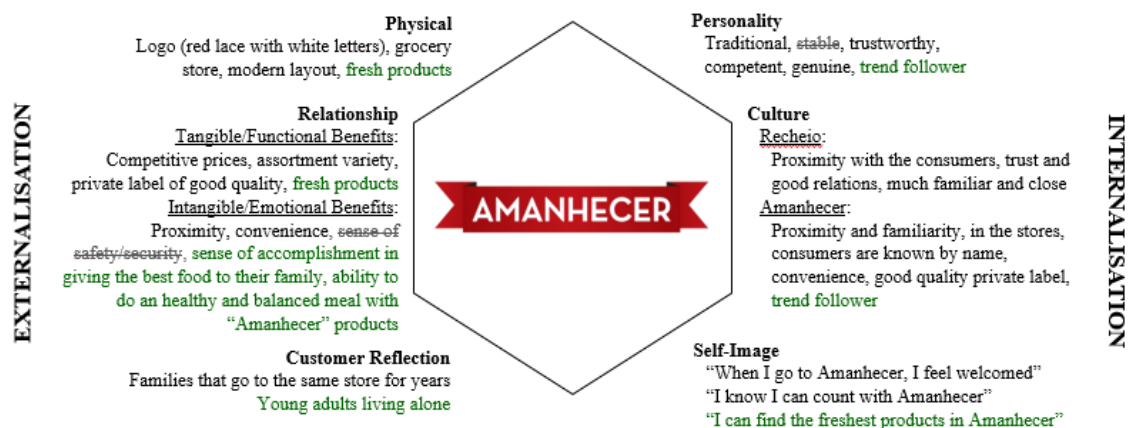 Physical
Logo (red lace with white letters), grocery
store, modern layout, fresh products
Relationship
Tangible/Functional Benefits:
Competitive prices, assortment variety,
private label of good quality, fresh products
Intangible/Emotional Benefits:
Proximity, convenience, sense of
safety/security, sense of accomplishment in
giving the best food to their family, ability to
do an healthy and balanced meal with
“Amanhecer” products
Customer Reflection
Families that go to the same store for years
Young adults living alone
EXTERNALISATION
AMANHECER
Personality
Traditional, stable, trustworthy,
competent, genuine, trend follower
Culture
Recheio:
Proximity with the consumers, trust and
good relations, much familiar and close
Amanhecer:
Proximity and familiarity, in the stores,
consumers are known by name,
convenience, good quality private label,
trend follower
Self-Image
“When I go to Amanhecer, I feel welcomed”
“I know I can count with Amanhecer”
“I can find the freshest products in Amanhecer”
INTERNALISATION